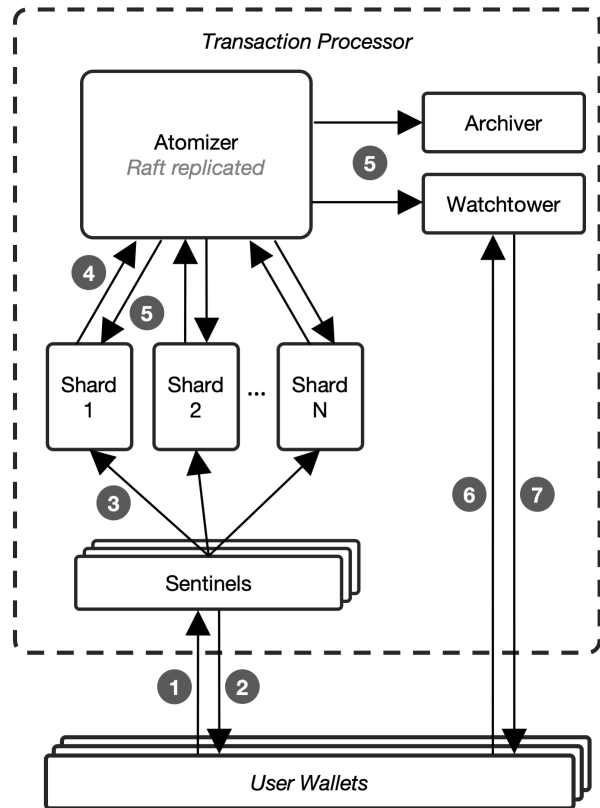 Transaction Processor
Atomizer
Raft replicated
Archiver
5
Watchtower
4
5
Shard
1
Shard
2
...
Shard
N
3
6
7
Sentinels
1
2
User Wallets